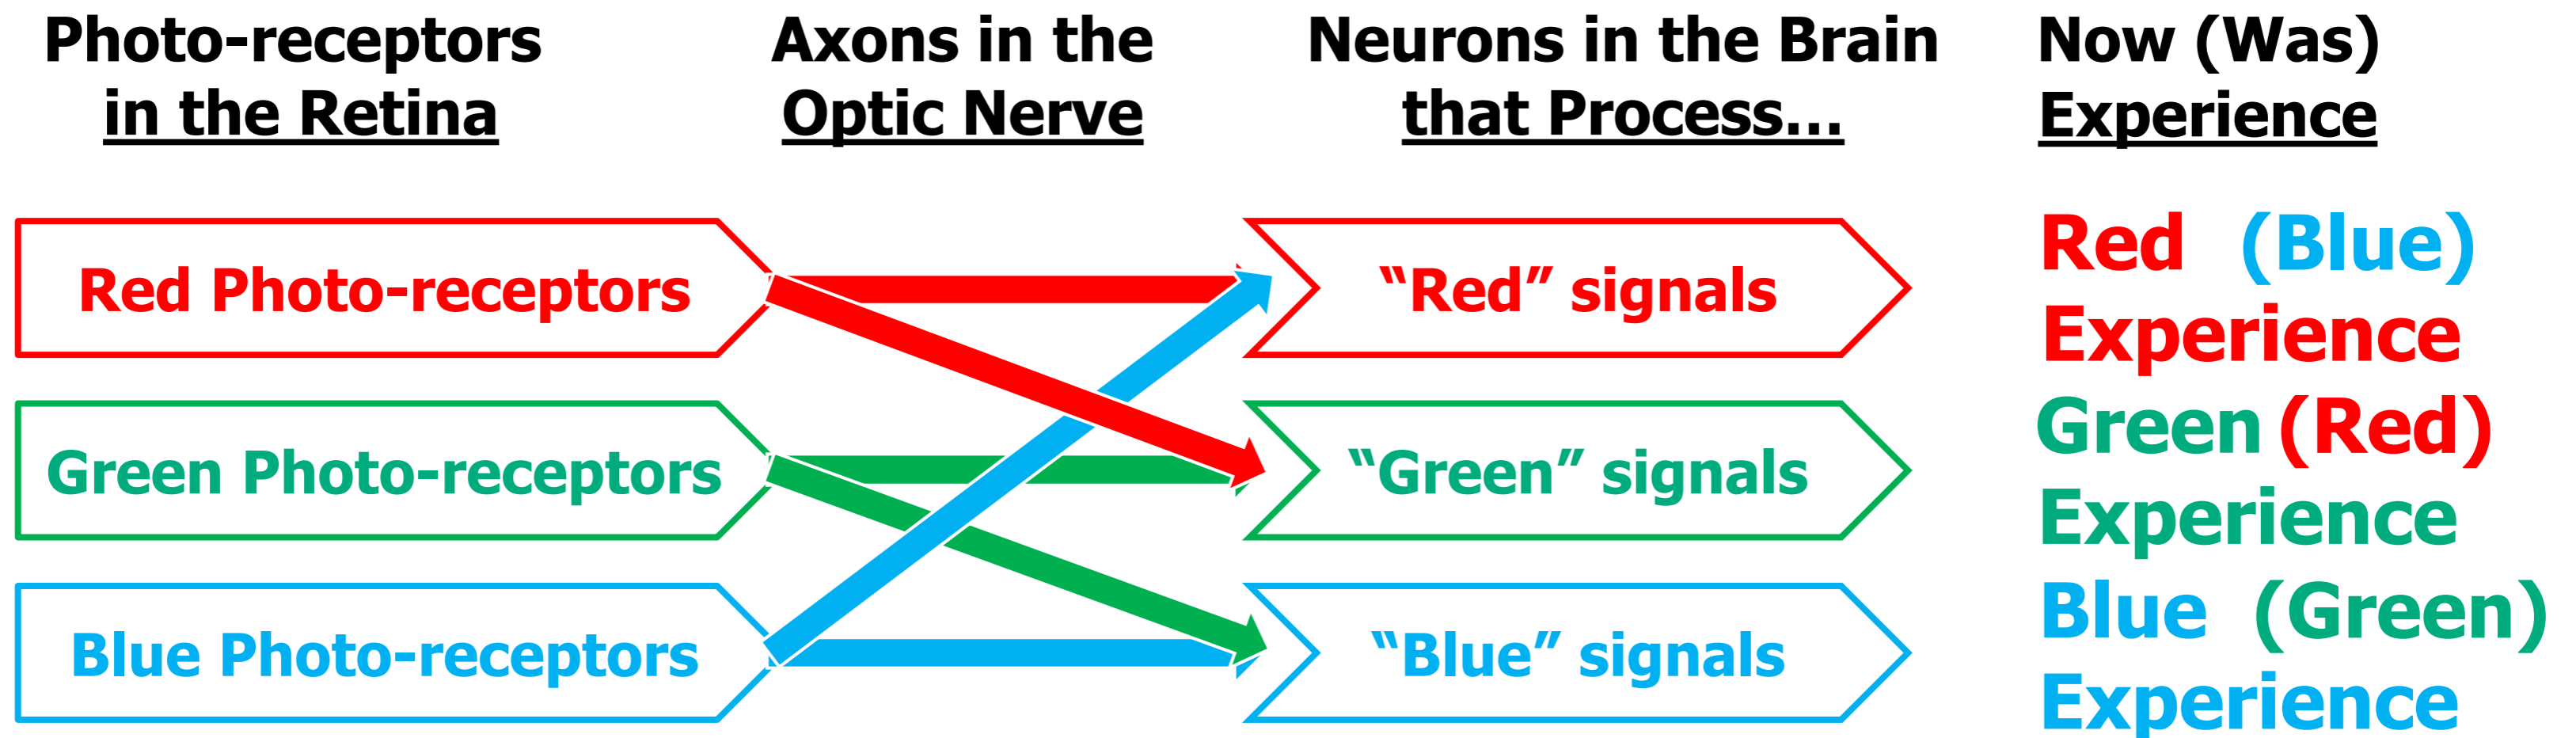 Photo-receptors
in the Retina
Axons in the
Optic Nerve
Neurons in the Brain
that Process...
Now (Was)
Experience
Red Photo-receptors
“Red” signals
Red (Blue)
Experience
Green Photo-receptors
“Green” signals
Green (Red)
Experience
Blue Photo-receptors
“Blue” signals
Blue (Green)
Experience